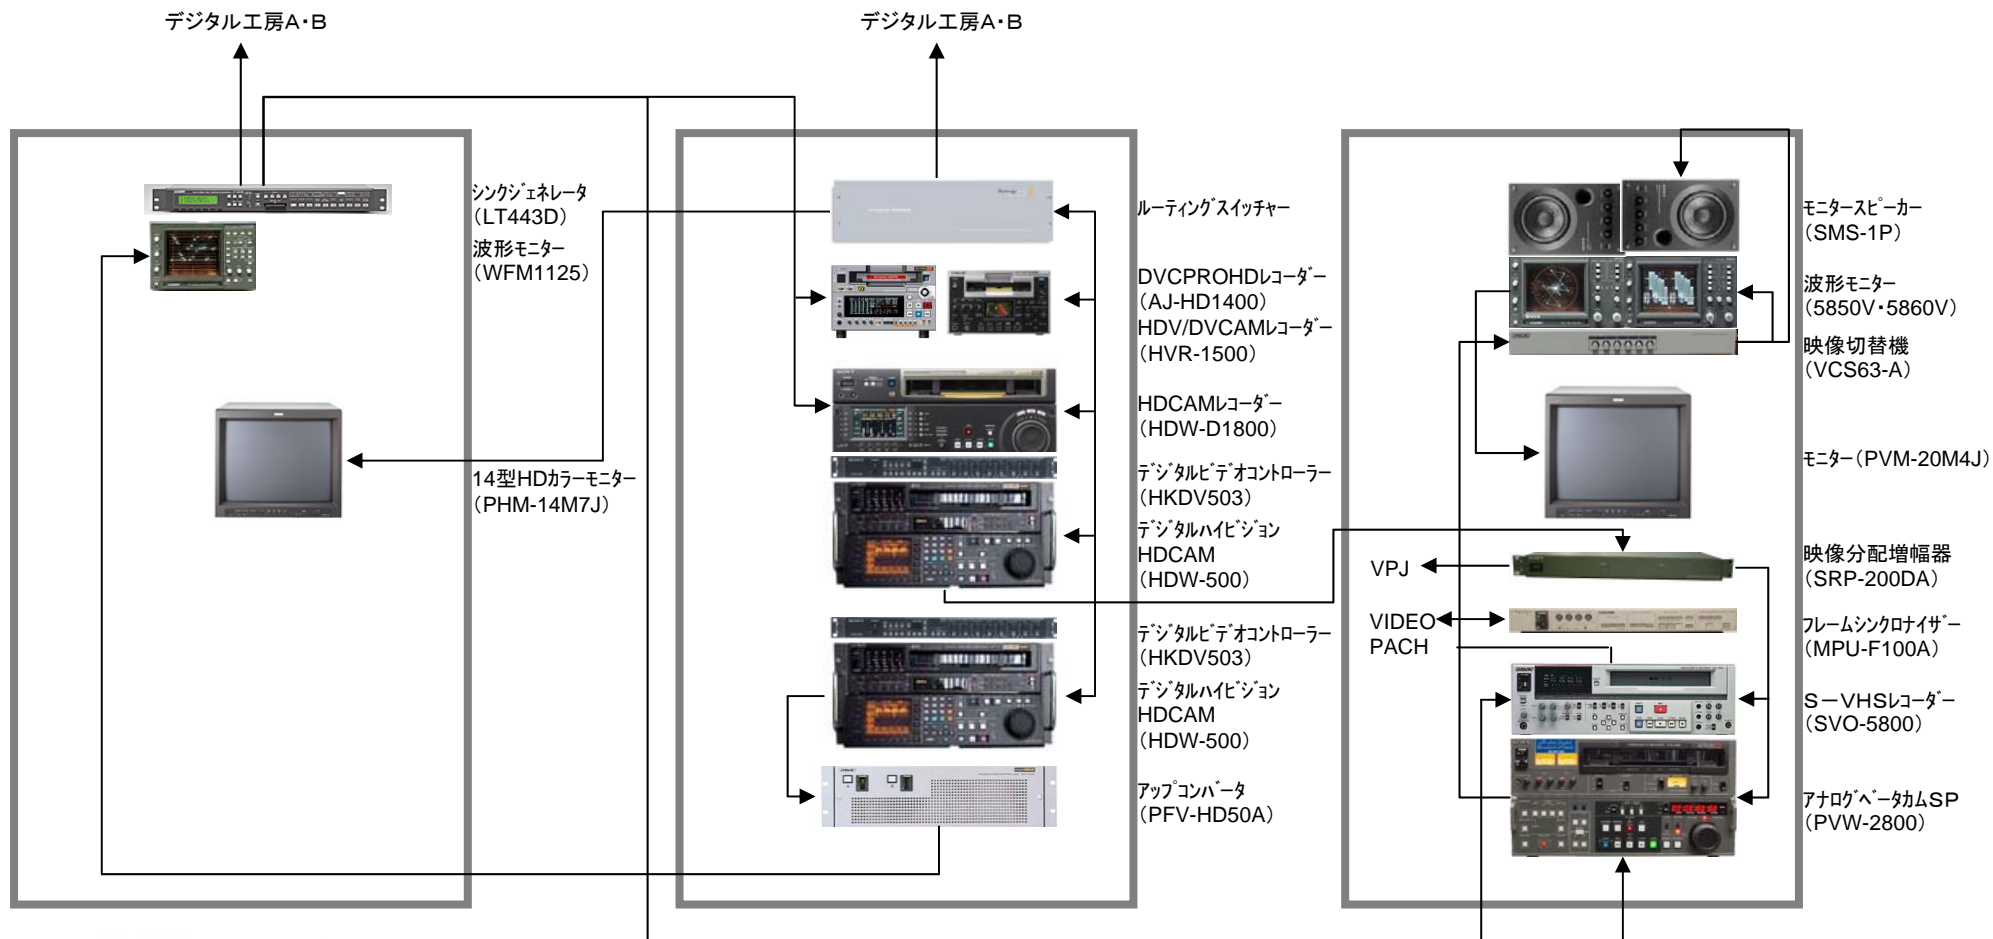 デジタル工房A・B
デジタル工房A・B
シンクジェネレータ
(LT443D)
波形モニター
(WFM1125)
14型HDカラーモニター
(PHM-14M7J)
ルーティングスイッチャー
DVCPROHDレコーダー
(AJ-HD1400)
HDV/DVCAMレコーダー
(HVR-1500)
HDCAMレコーダー
(HDW-D1800)
デジタルビデオコントローラー
(HKDV503)
デジタルハイビジョン
HDCAM
(HDW-500)
デジタルビデオコントローラー
(HKDV503)
デジタルハイビジョン
HDCAM
(HDW-500)
アップコンバータ
(PFV-HD50A)
モニタースピーカー
(SMS-1P)
波形モニター
(5850V・5860V)
映像切替機
(VCS63-A)
モニター(PVM-20M4J)
映像分配増幅器
(SRP-200DA)
VPJ
VIDEO
PACH
フレームシンクロナイザー
(MPU-F100A)
S-VHSレコーダー
(SVO-5800)
アナログベータカムSP
(PVW-2800)